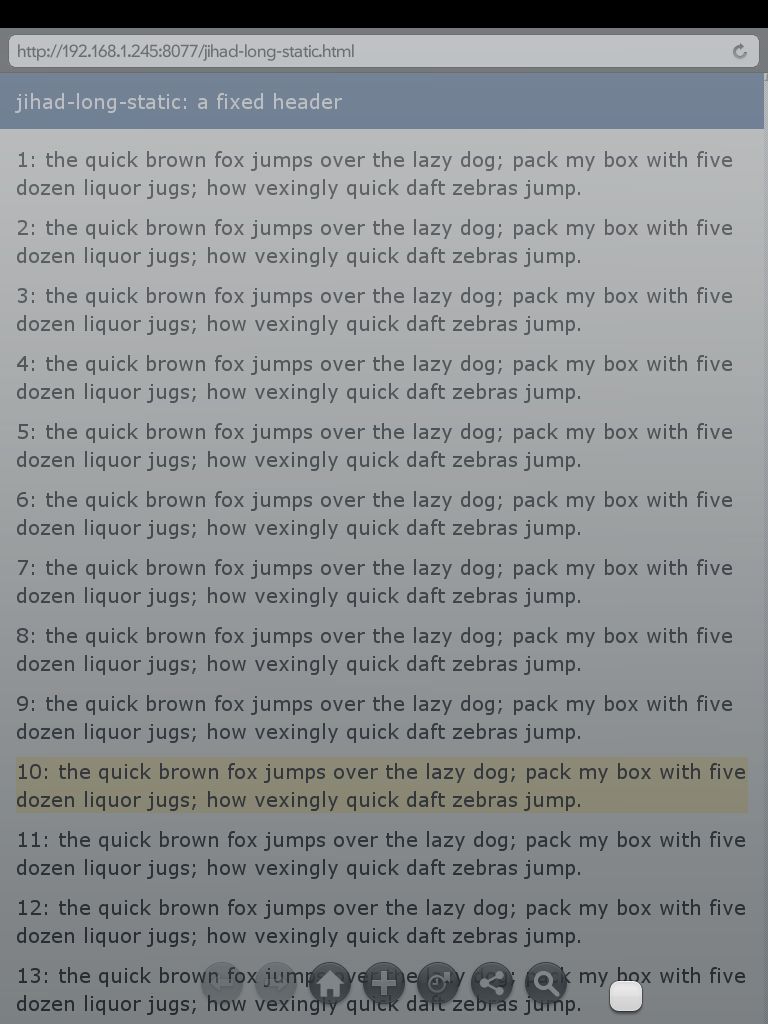 http://192.168.1.245:8077/jihad-long-static.html
jihad-long-static: a fixed header
1: the quick brown fox jumps over the lazy dog; pack my box with five
dozen liquor jugs; how vexingly quick daft zebras jump.
2: the quick brown fox jumps over the lazy dog; pack my box with five
dozen liquor jugs; how vexingly quick daft zebras jump.
3: the quick brown fox jumps over the lazy dog; pack my box with five
dozen liquor jugs; how vexingly quick daft zebras jump.
4: the quick brown fox jumps over the lazy dog; pack my box with five
dozen liquor jugs; how vexingly quick daft zebras jump.
5: the quick brown fox jumps over the lazy dog; pack my box with five
dozen liquor jugs; how vexingly quick daft zebras jump.
6: the quick brown fox jumps over the lazy dog; pack my box with five
dozen liquor jugs; how vexingly quick daft zebras jump.
7: the quick brown fox jumps over the lazy dog; pack my box with five
dozen liquor jugs; how vexingly quick daft zebras jump.
8: the quick brown fox jumps over the lazy dog; pack my box with five
dozen liquor jugs; how vexingly quick daft zebras jump.
9: the quick brown fox jumps over the lazy dog; pack my box with five
dozen liquor jugs; how vexingly quick daft zebras jump.
10: the quick brown fox jumps over the lazy dog; pack my box with five
dozen liquor jugs; how vexingly quick daft zebras jump.
11: the quick brown fox jumps over the lazy dog; pack my box with five
dozen liquor jugs; how vexingly quick daft zebras jump.
12: the quick brown fox jumps over the lazy dog; pack my box with five
dozen liquor jugs; how vexingly quick daft zebras jump.
13: the quick brown fox jumps over the lazy dog; pack my box with five
dozen liquor jugs; how vexingly quick daft zebras jump.